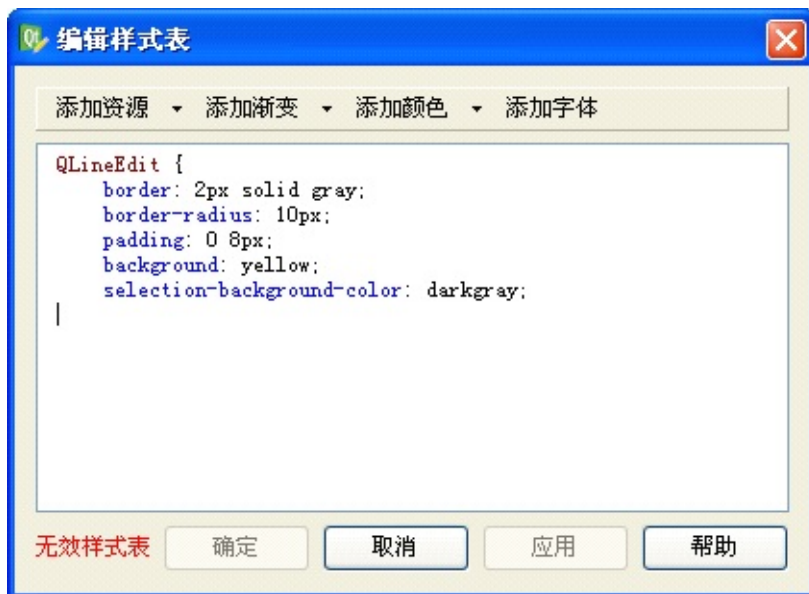 编辑样式表
添加资源 添加渐变 添加颜色 添加字体
QLineEdit {
    border: 2px solid gray;
    border-radius: 10px;
    padding: 0 8px;
    background: yellow;
    selection-background-color: darkgray;
无效样式表 确定 取消 应用 帮助